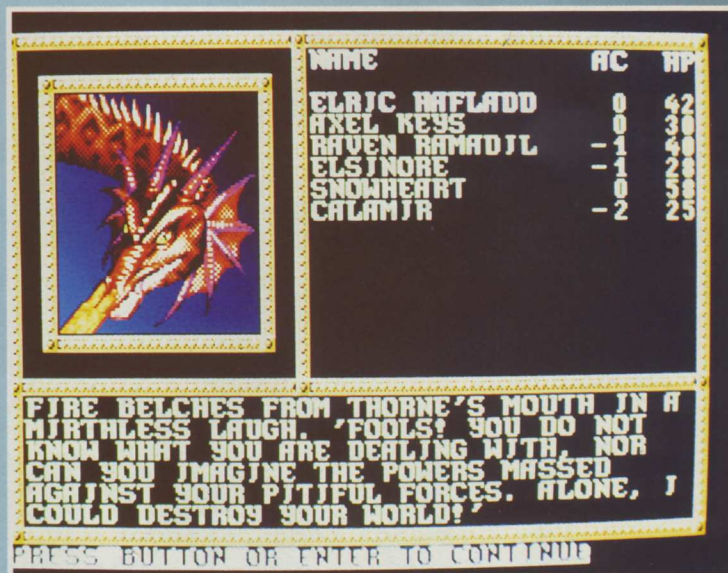 NAME AC HP
ELRIC HAFLADD 0 42
AXEL KEYS 0 30
RAVEN RAMADIL -1 40
ELSINORE -1 28
SNOWHEART 0 58
CALAMIR -2 25
FIRE BELCHES FROM THORNE'S MOUTH IN A
MIRTHLESS LAUGH. 'FOOLS! YOU DO NOT
KNOW WHAT YOU ARE DEALING WITH, NOR
CAN YOU IMAGINE THE POWERS MASSED
AGAINST YOUR PITIFUL FORCES. ALONE, I
COULD DESTROY YOUR WORLD!'
PRESS BUTTON OR ENTER TO CONTINUE